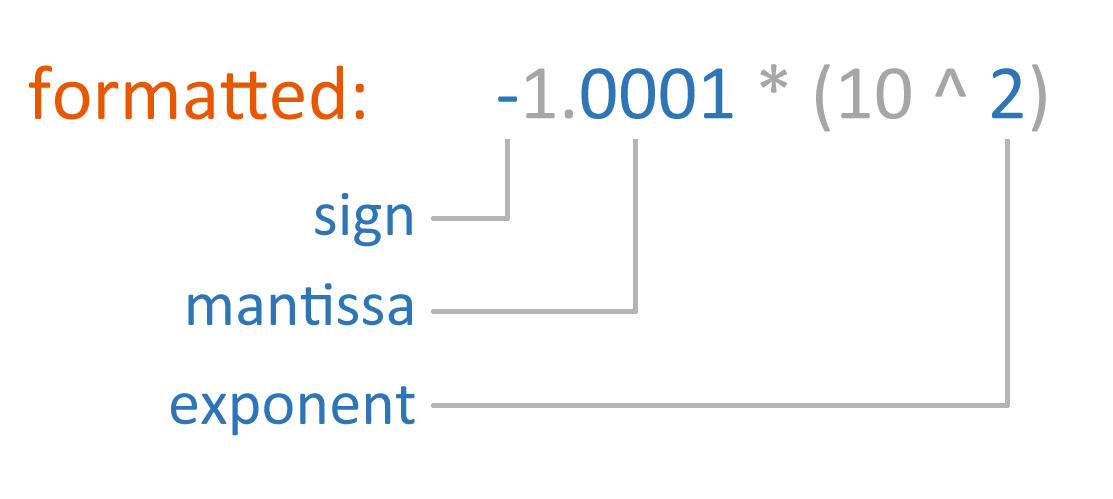 formatted: -1.0001 * (10 ^ 2)
sign
mantissa
exponent